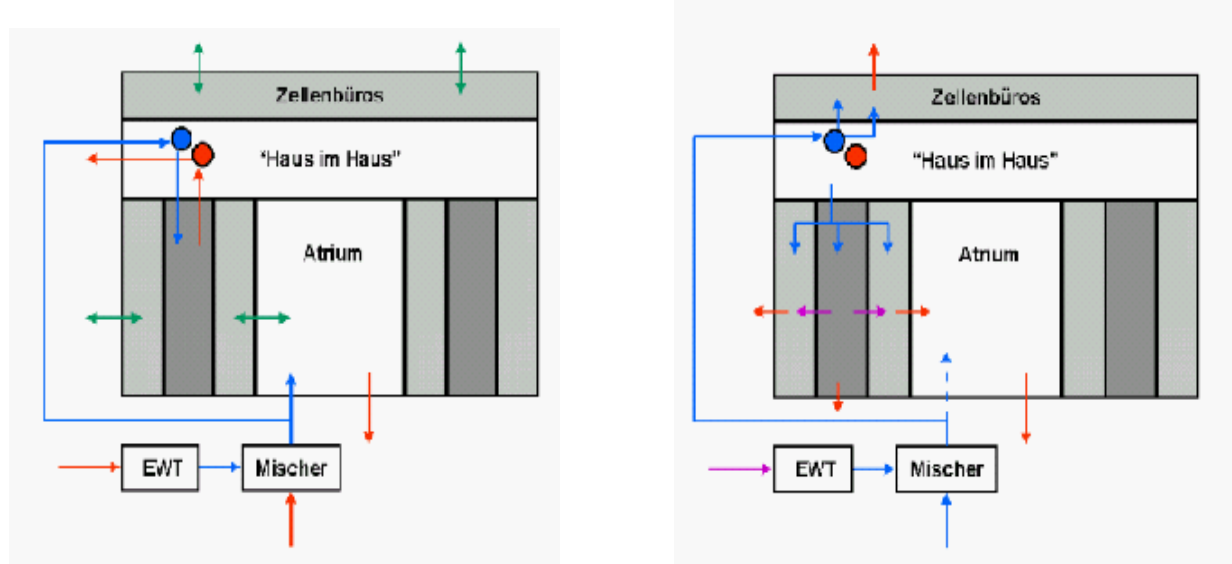 Zellenbüros
"Haus im Haus"
Atrium
EWT
Mischer
Zellenbüros
"Haus im Haus"
Atrium
EWT
Mischer